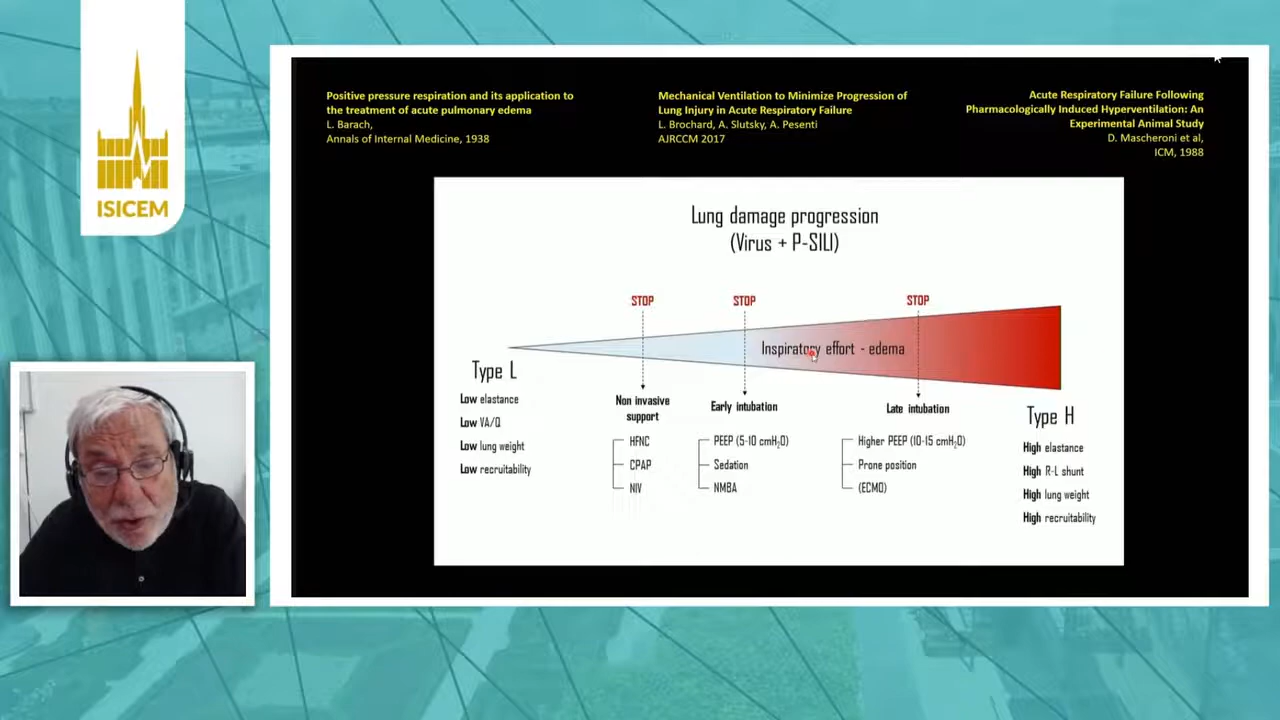 ISICEM
Positive pressure respiration and its application to
the treatment of acute pulmonary edema
L. Barach,
Annals of Internal Medicine, 1938
Mechanical Ventilation to Minimize Progression of
Lung Injury in Acute Respiratory Failure
L. Brochard, A. Slutsky, A. Pesenti
AJRCCM 2017
Acute Respiratory Failure Following
Pharmacologically Induced Hyperventilation: An
Experimental Animal Study
D. Mascheroni et al,
ICM, 1988
Lung damage progression
(Virus + P-SILI)
STOP
STOP
STOP
Inspiratory effort - edema
Type L
Low elastance
Low VA/Q
Low lung weight
Low recruitability
Non invasive
support
HFNC
CPAP
NIV
Early intubation
PEEP (5-10 cmH₂O)
Sedation
NMBA
Late intubation
Higher PEEP (10-15 cmH₂O)
Prone position
(ECMO)
Type H
High elastance
High R-L shunt
High lung weight
High recruitability